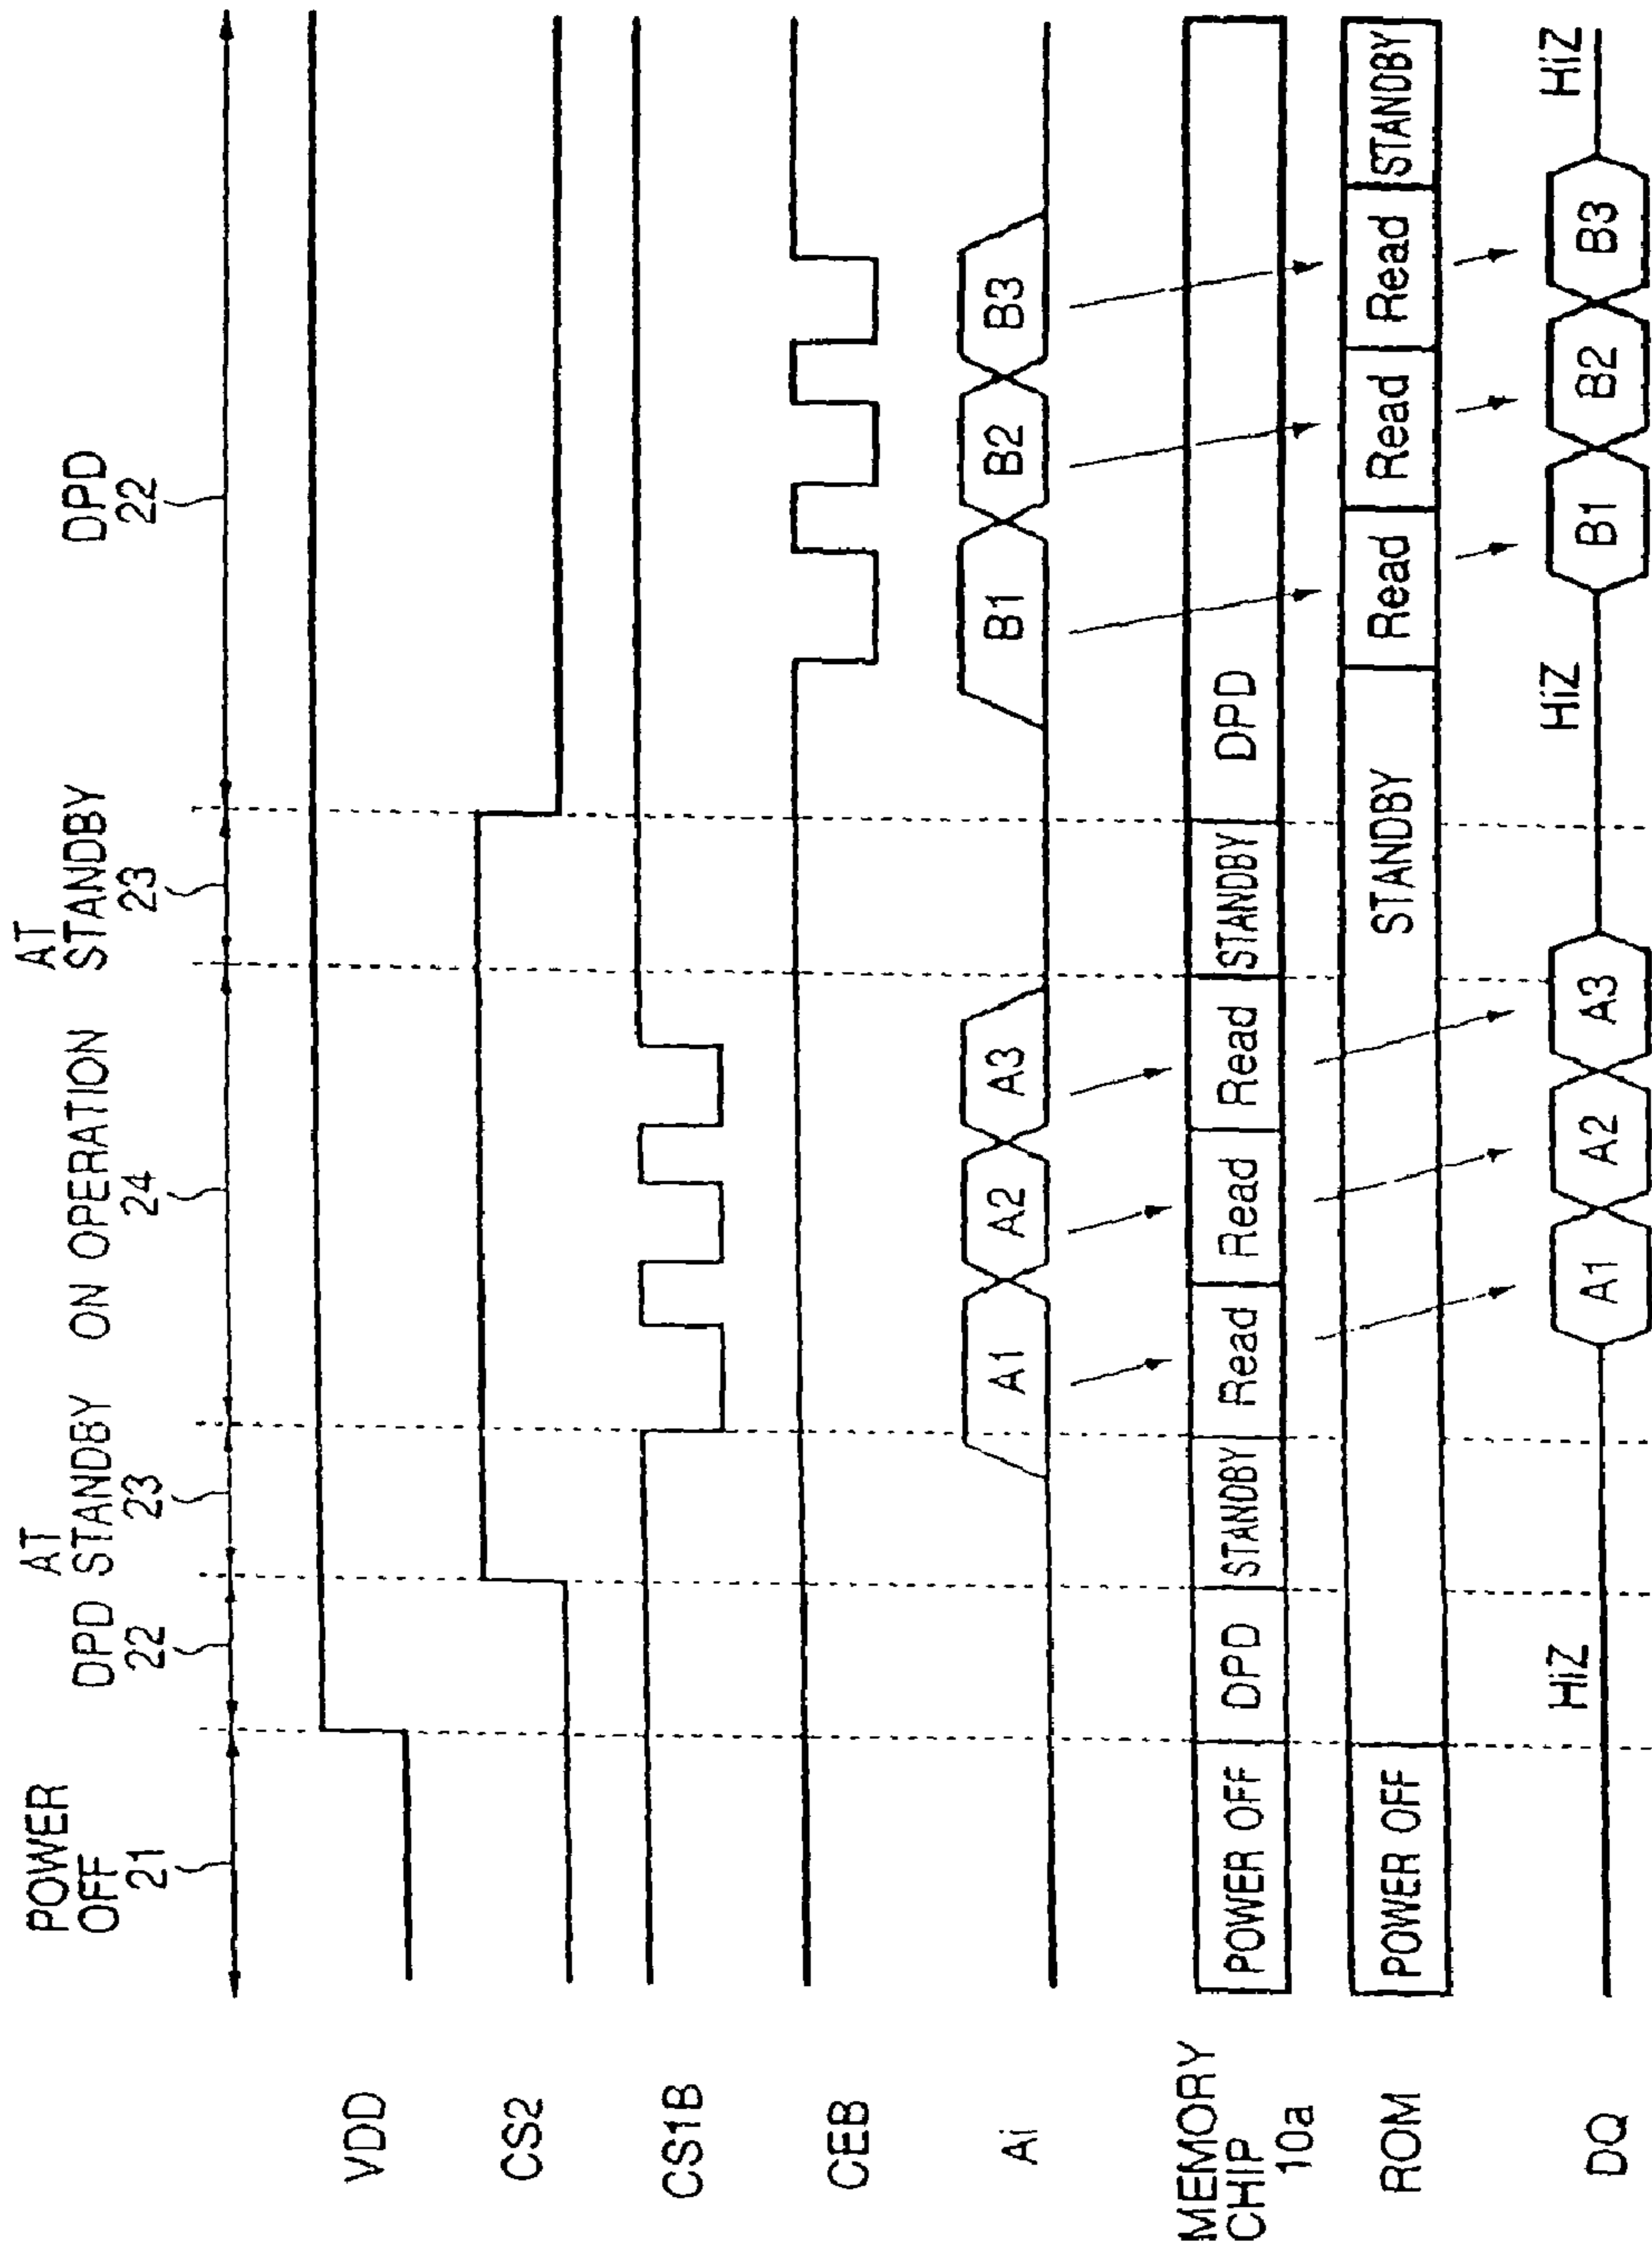 POWER
OFF
21
DPD
22
AT
STANDBY
23
ON OPERATION
24
AT
STANDBY
23
DPD
22
VDD
CS2
CS1B
CEB
Ai
A1
A2
A3
B1
B2
B3
MEMORY
CHIP
10a
POWER OFF
DPD
STANDBY
Read
Read
Read
STANDBY
DPD
ROM
POWER OFF
STANDBY
Read
Read
Read
STANDBY
DQ
HiZ
A1
A2
A3
HiZ
B1
B2
B3
HiZ